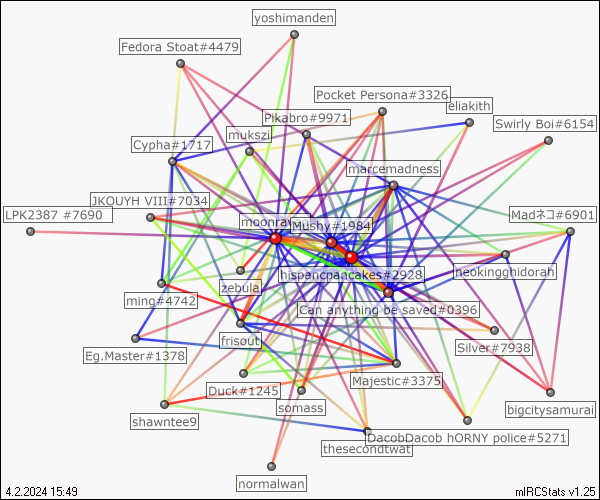 yoshimanden
Fedora Stoat#4479
Pocket Persona#3326
eliakith
Pikabro#9971
Swirly Boi#6154
mukszi
Cypha#1717
marcemadness
JKQUYH VIII#7034
LPK2387 #7690
moonray
Mushy#1984
Madネコ#6901
hispancpancakes#2928
neokingghidorah
zebula
ming#4742
Can anything be saved#0396
frisout
Silver#7938
Eg.Master#1378
Majestic#3375
Duck#1245
somass
bigcitysamurai
shawntee9
DacobDacob hORNY police#5271
thesecondtwat
normalwan
4.2.2024 15:49
mIRCStats v1.25